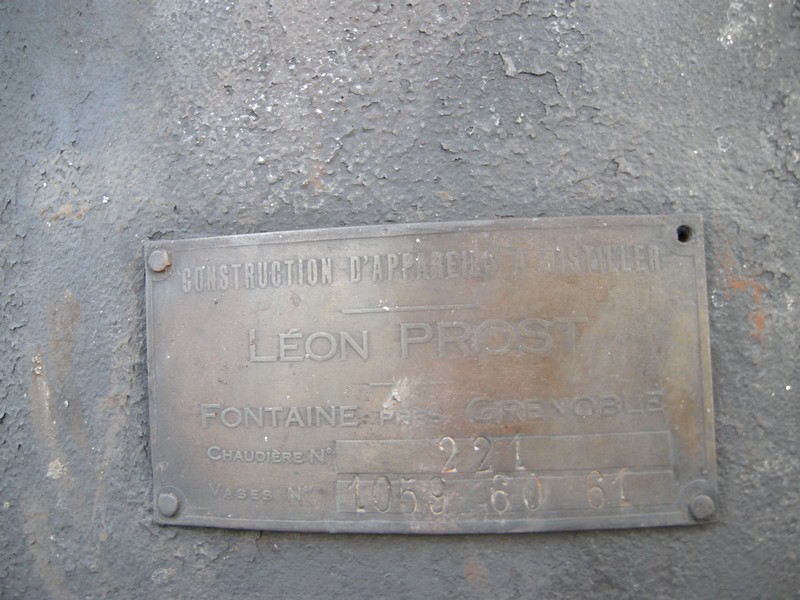 CONSTRUCTION D'APPAREILS A DISTILLER
LÉON PROST
FONTAINE PRÈS GRENOBLE
CHAUDIÈRE N° 221
VASES N° 1059 60 61